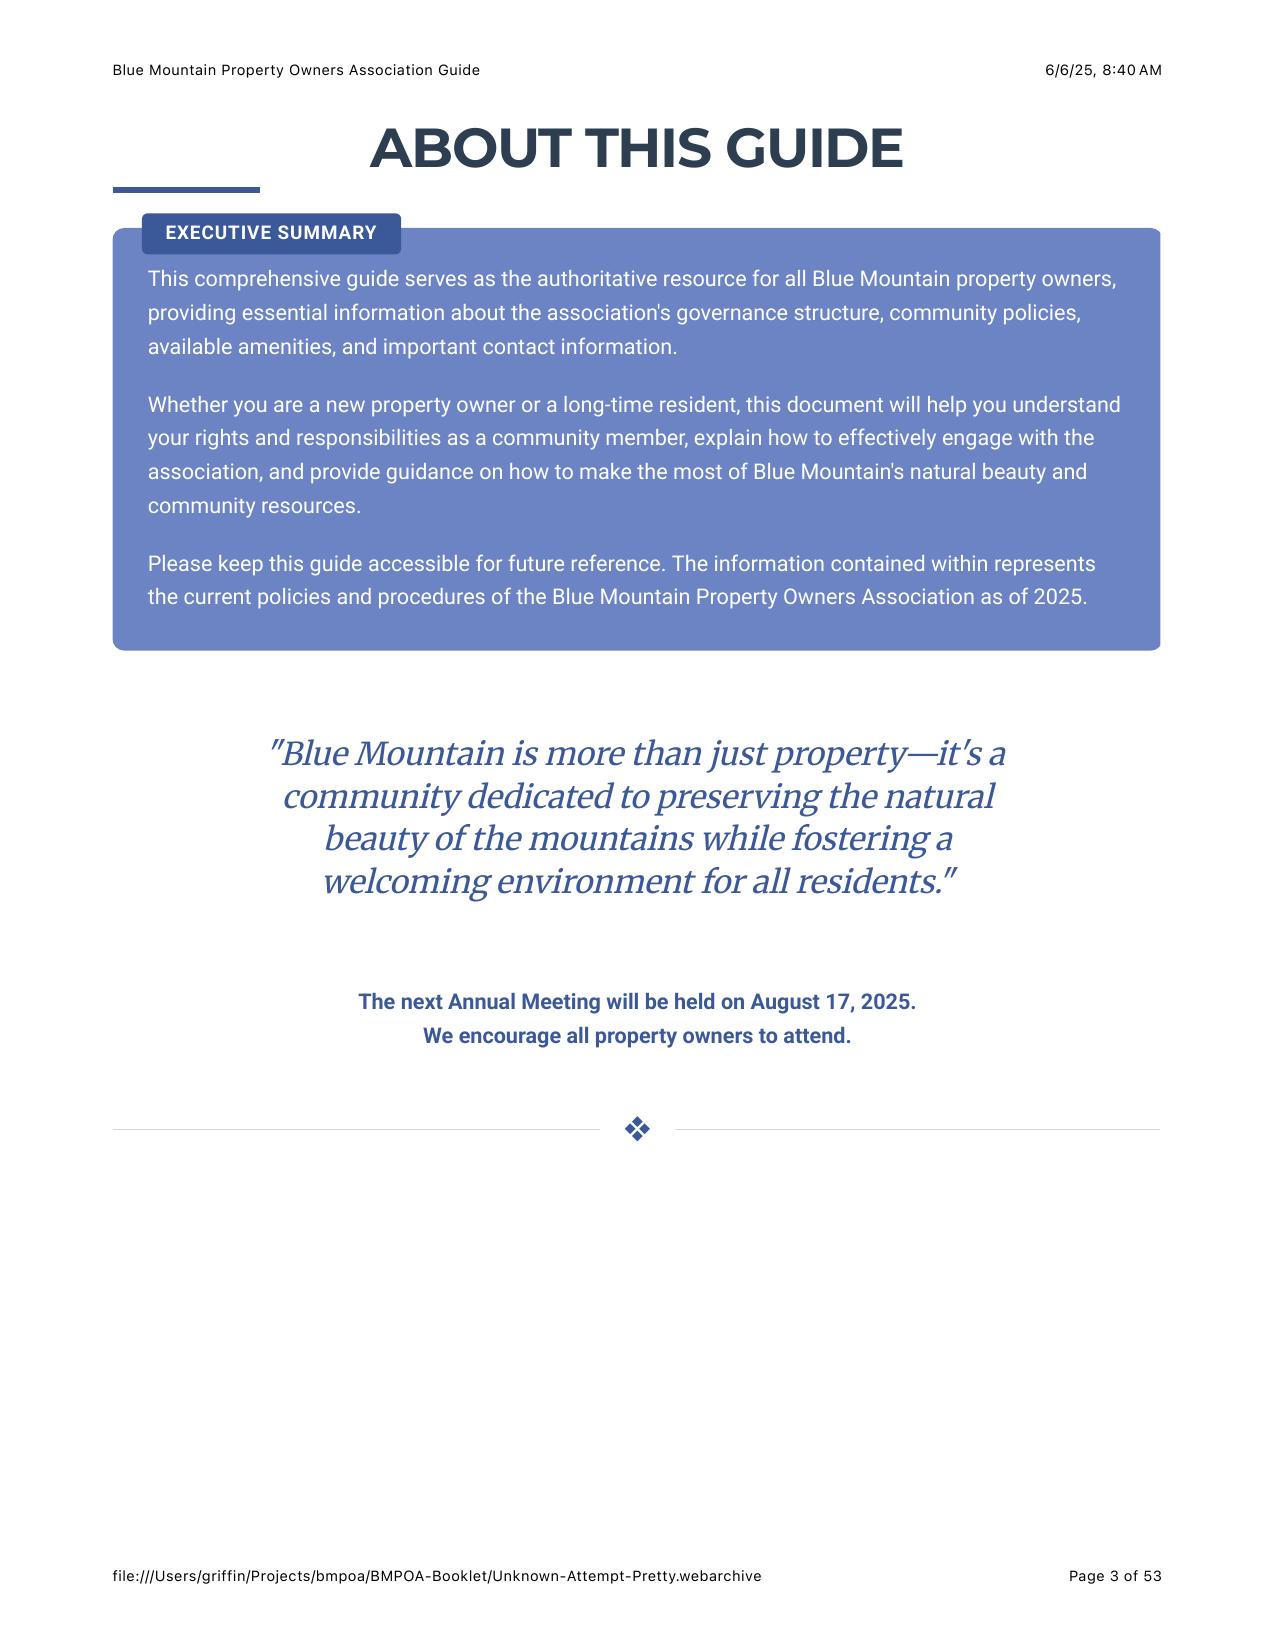 Blue Mountain Property Owners Association Guide
6/6/25, 8:40 AM
ABOUT THIS GUIDE
EXECUTIVE SUMMARY
This comprehensive guide serves as the authoritative resource for all Blue Mountain property owners,
providing essential information about the association's governance structure, community policies,
available amenities, and important contact information.
Whether you are a new property owner or a long-time resident, this document will help you understand
your rights and responsibilities as a community member, explain how to effectively engage with the
association, and provide guidance on how to make the most of Blue Mountain's natural beauty and
community resources.
Please keep this guide accessible for future reference. The information contained within represents
the current policies and procedures of the Blue Mountain Property Owners Association as of 2025.
"Blue Mountain is more than just property—it's a
community dedicated to preserving the natural
beauty of the mountains while fostering a
welcoming environment for all residents."
The next Annual Meeting will be held on August 17, 2025.
We encourage all property owners to attend.
❖
file:///Users/griffin/Projects/bmpoa/BMPOA-Booklet/Unknown-Attempt-Pretty.webarchive
Page 3 of 53